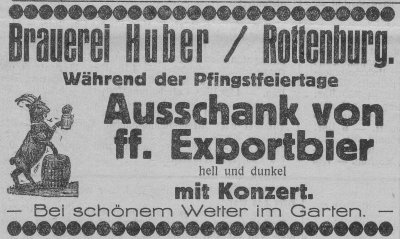 Brauerei Huber / Rottenburg.
Während der Pfingstfeiertage
Ausschank von
ff. Exportbier
hell und dunkel
mit Konzert.
— Bei schönem Wetter im Garten. —